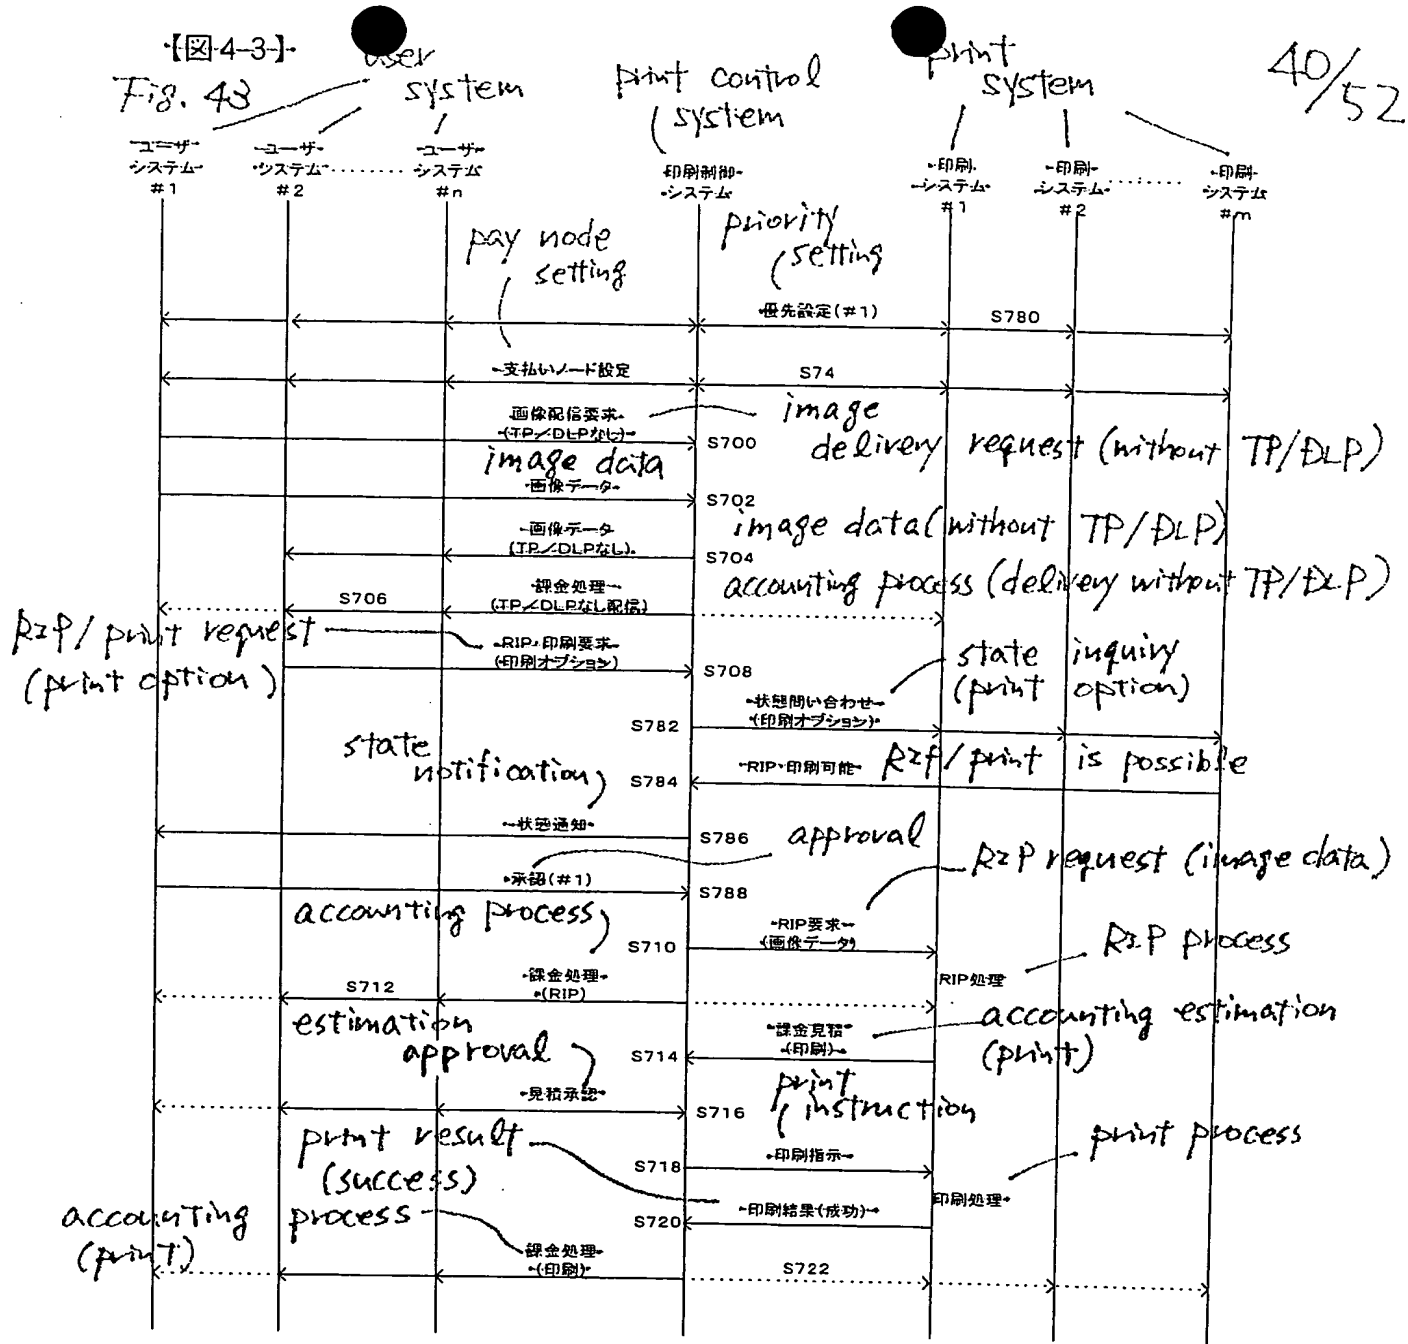 【図4-3】
Fig. 43
user
system
print control
system
print
system
40/52
ユーザ
システム
#1
ユーザ
システム
#2
ユーザ
システム
#n
印刷制御
システム
印刷
システム
#1
印刷
システム
#2
印刷
システム
#m
pay node
setting
priority
setting
優先設定(#1)
S780
支払いノード設定
S74
画像配信要求
(TP/DLPなし)
S700
image
delivery request (without TP/DLP)
image data
画像データ
S702
画像データ
(TP/DLPなし)
S704
image data (without TP/DLP)
accounting process (delivery without TP/DLP)
課金処理
(TP/DLPなし配信)
S706
RIP/print request
(print option)
RIP・印刷要求
(印刷オプション)
S708
state inquiry
(print option)
状態問い合わせ
(印刷オプション)
S782
state
notification
S784
RIP・印刷可能
RIP/print is possible
状態通知
S786
approval
承認(#1)
S788
RIP request (image data)
accounting process
S710
RIP要求
(画像データ)
RIP process
RIP処理
課金処理
(RIP)
S712
estimation
approval
S714
課金見積
(印刷)
accounting estimation
(print)
見積承認
S716
print
instruction
print result
(success)
S718
印刷指示
print process
印刷処理
S720
印刷結果(成功)
accounting process
(print)
課金処理
(印刷)
S722